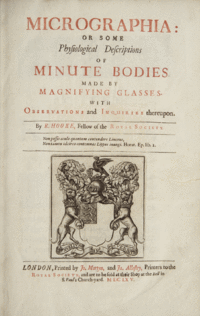 MICROGRAPHIA:
OR SOME
Physiological Descriptions
OF
MINUTE BODIES
MADE BY
MAGNIFYING GLASSES.
WITH
OBSERVATIONS and INQUIRIES thereupon.
By R. HOOKE, Fellow of the ROYAL SOCIETY.
Non possis oculo quantum contendere Linceus,
Non tamen idcirco contemnas Lippus inungi. Horat. Ep. lib. 1.
LONDON, Printed by Jo. Martyn, and Ja. Allestry, Printers to the
ROYAL SOCIETY, and are to be sold at their Shop at the Bell in
S. Paul's Church-yard. M DC LX V.